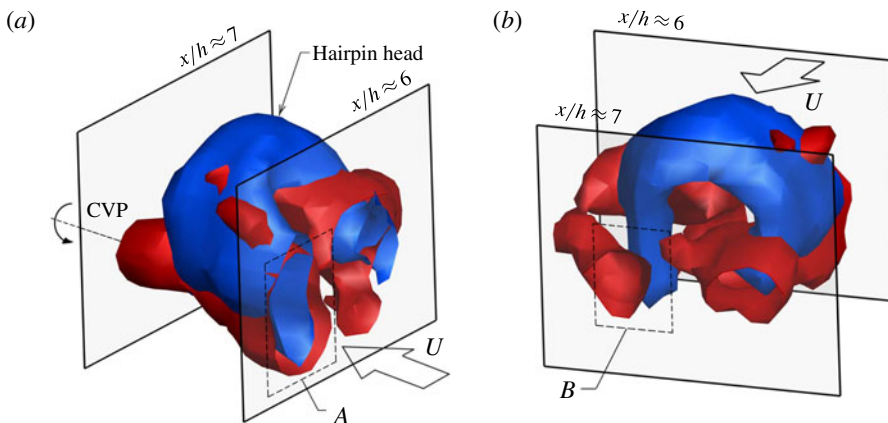 (a)
x/h ≈ 7
Hairpin head
x/h ≈ 6
CVP
U
A
(b)
x/h ≈ 6
U
x/h ≈ 7
B